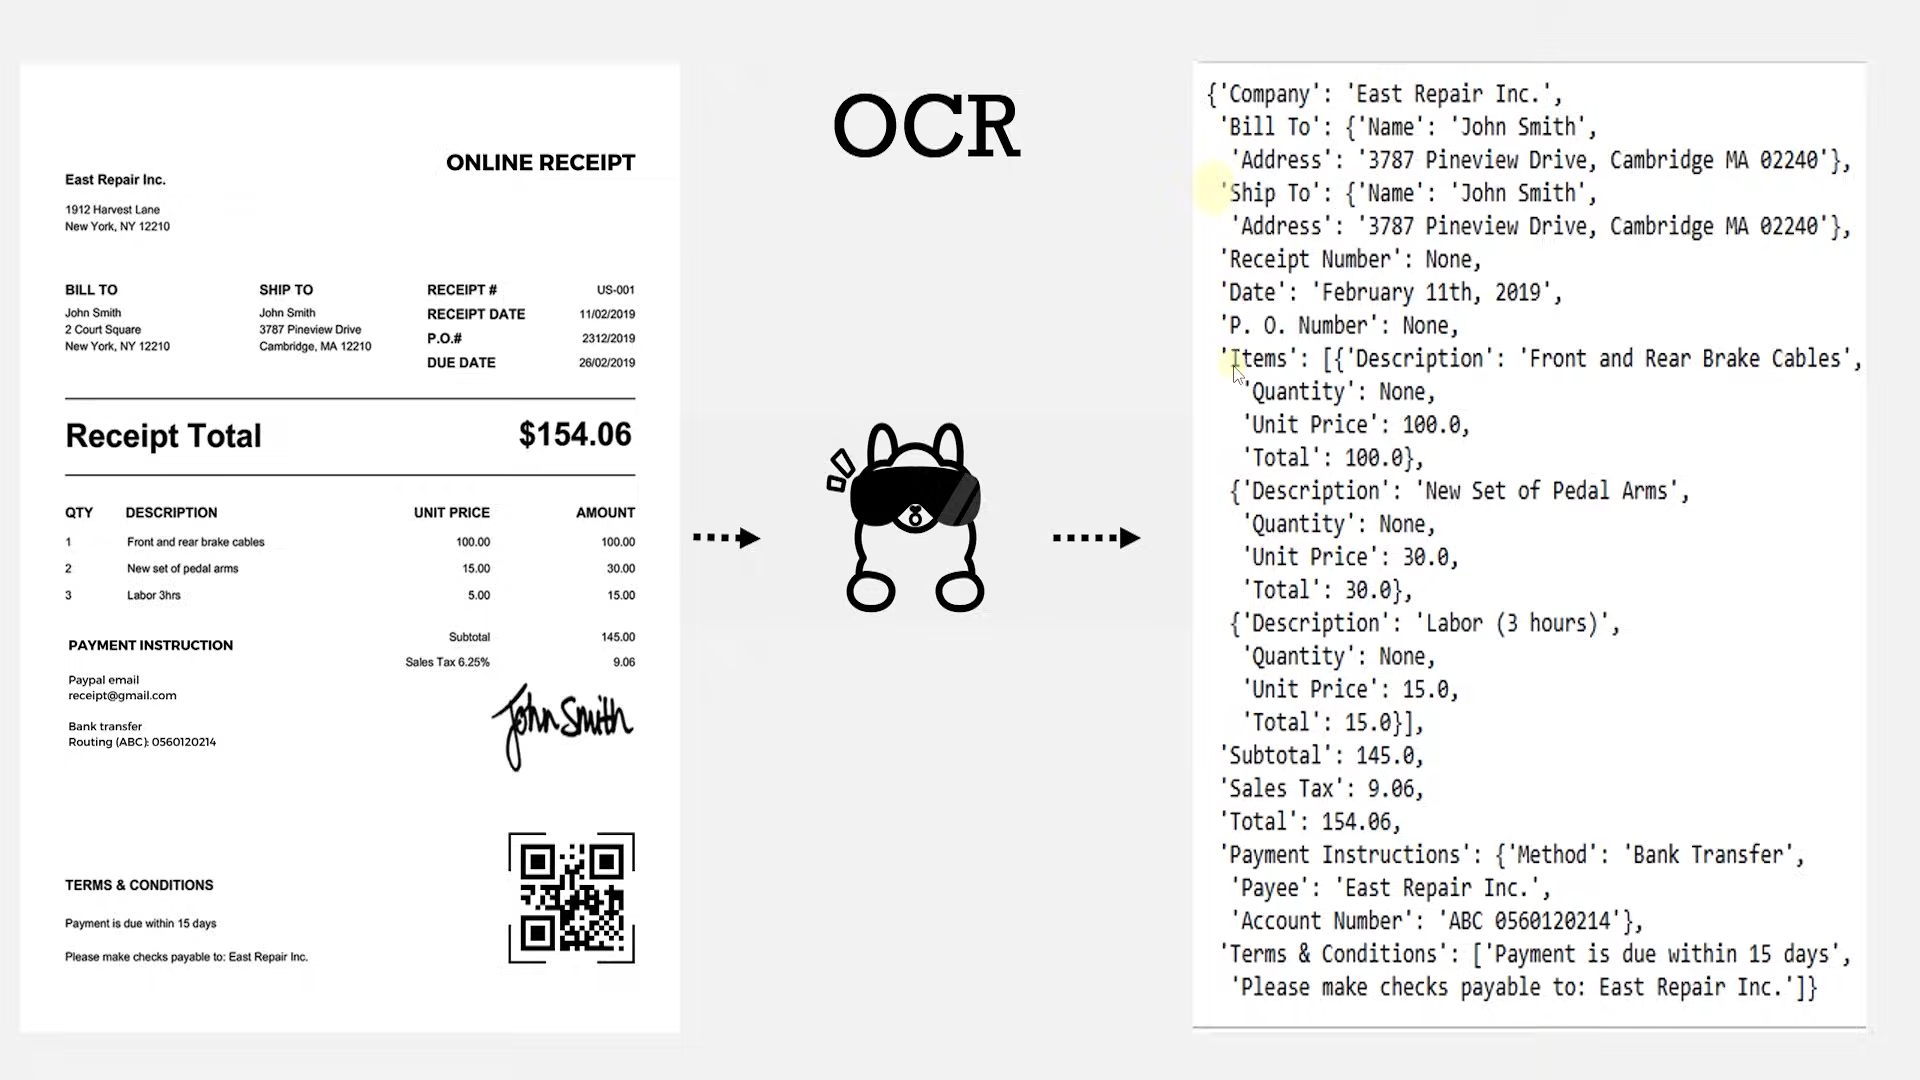 OCR
ONLINE RECEIPT
East Repair Inc.
1912 Harvest Lane
New York, NY 12210
BILL TO
John Smith
2 Court Square
New York, NY 12210
SHIP TO
John Smith
3787 Pineview Drive
Cambridge, MA 12210
RECEIPT # US-001
RECEIPT DATE 11/02/2019
P.O.# 2312/2019
DUE DATE 26/02/2019
Receipt Total $154.06
QTY DESCRIPTION UNIT PRICE AMOUNT
1 Front and rear brake cables 100.00 100.00
2 New set of pedal arms 15.00 30.00
3 Labor 3hrs 5.00 15.00
Subtotal 145.00
Sales Tax 6.25% 9.06
PAYMENT INSTRUCTION
Paypal email
receipt@gmail.com
Bank transfer
Routing (ABC): 0560120214
John Smith
TERMS & CONDITIONS
Payment is due within 15 days
Please make checks payable to: East Repair Inc.
{'Company': 'East Repair Inc.',
'Bill To': {'Name': 'John Smith',
'Address': '3787 Pineview Drive, Cambridge MA 02240'},
'Ship To': {'Name': 'John Smith',
'Address': '3787 Pineview Drive, Cambridge MA 02240'},
'Receipt Number': None,
'Date': 'February 11th, 2019',
'P. O. Number': None,
'Items': [{'Description': 'Front and Rear Brake Cables',
'Quantity': None,
'Unit Price': 100.0,
'Total': 100.0},
{'Description': 'New Set of Pedal Arms',
'Quantity': None,
'Unit Price': 30.0,
'Total': 30.0},
{'Description': 'Labor (3 hours)',
'Quantity': None,
'Unit Price': 15.0,
'Total': 15.0}],
'Subtotal': 145.0,
'Sales Tax': 9.06,
'Total': 154.06,
'Payment Instructions': {'Method': 'Bank Transfer',
'Payee': 'East Repair Inc.',
'Account Number': 'ABC 0560120214'},
'Terms & Conditions': ['Payment is due within 15 days',
'Please make checks payable to: East Repair Inc.']}